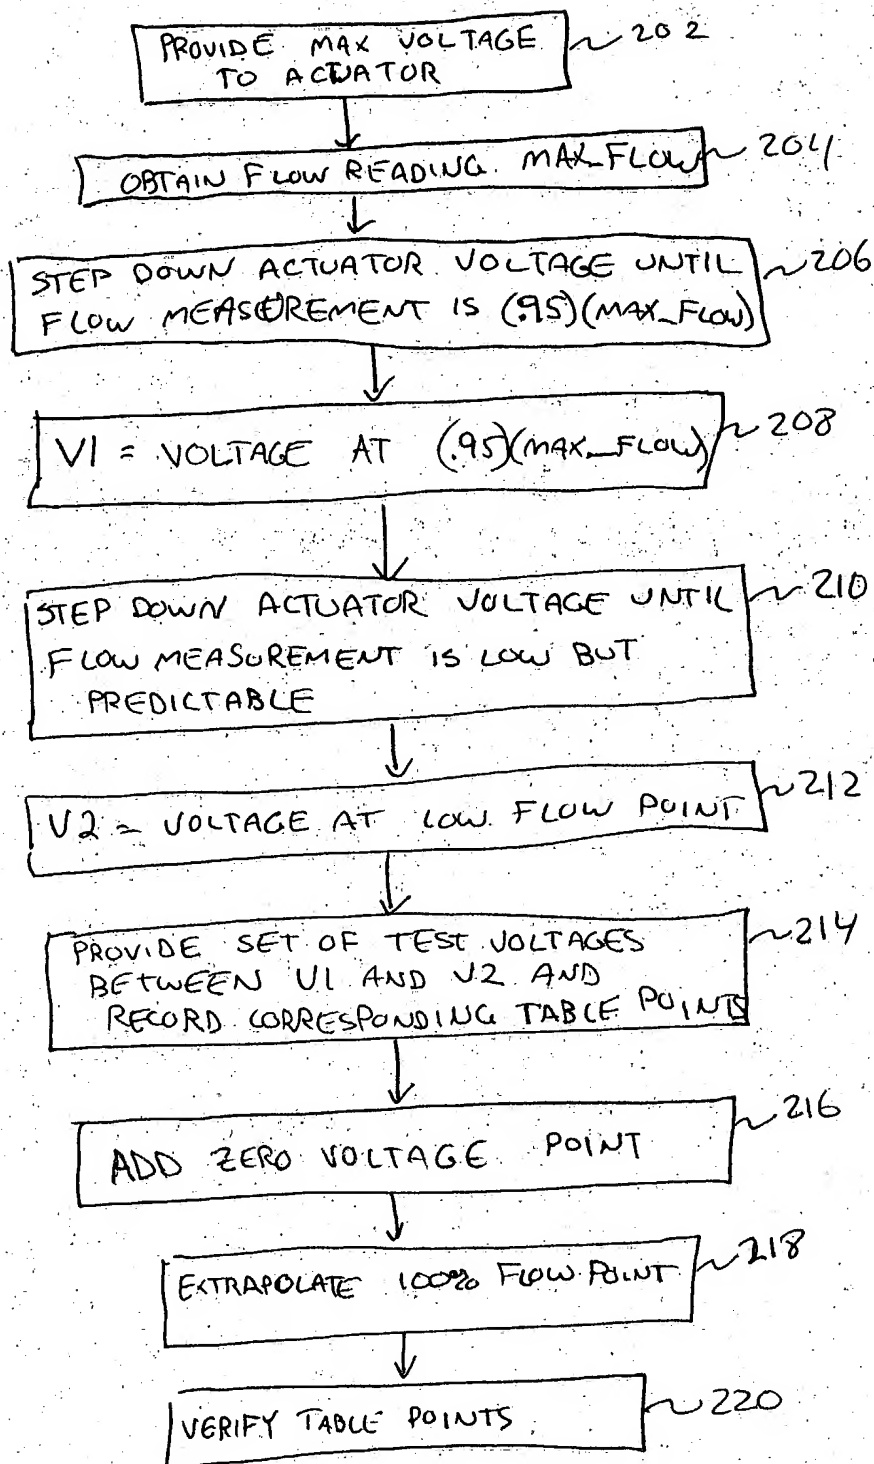 PROVIDE MAX VOLTAGE 202
TO ACTUATOR
OBTAIN FLOW READING. MAX_FLOW 204
STEP DOWN ACTUATOR VOLTAGE UNTIL 206
FLOW MEASUREMENT IS (.95)(MAX_FLOW)
V1 = VOLTAGE AT (.95)(MAX_FLOW) 208
STEP DOWN ACTUATOR VOLTAGE UNTIL 210
FLOW MEASUREMENT IS LOW BUT
PREDICTABLE
V2 = VOLTAGE AT LOW FLOW POINT 212
PROVIDE SET OF TEST VOLTAGES 214
BETWEEN V1 AND V2 AND
RECORD CORRESPONDING TABLE POINTS
ADD ZERO VOLTAGE POINT 216
EXTRAPOLATE 100% FLOW POINT 218
VERIFY TABLE POINTS 220